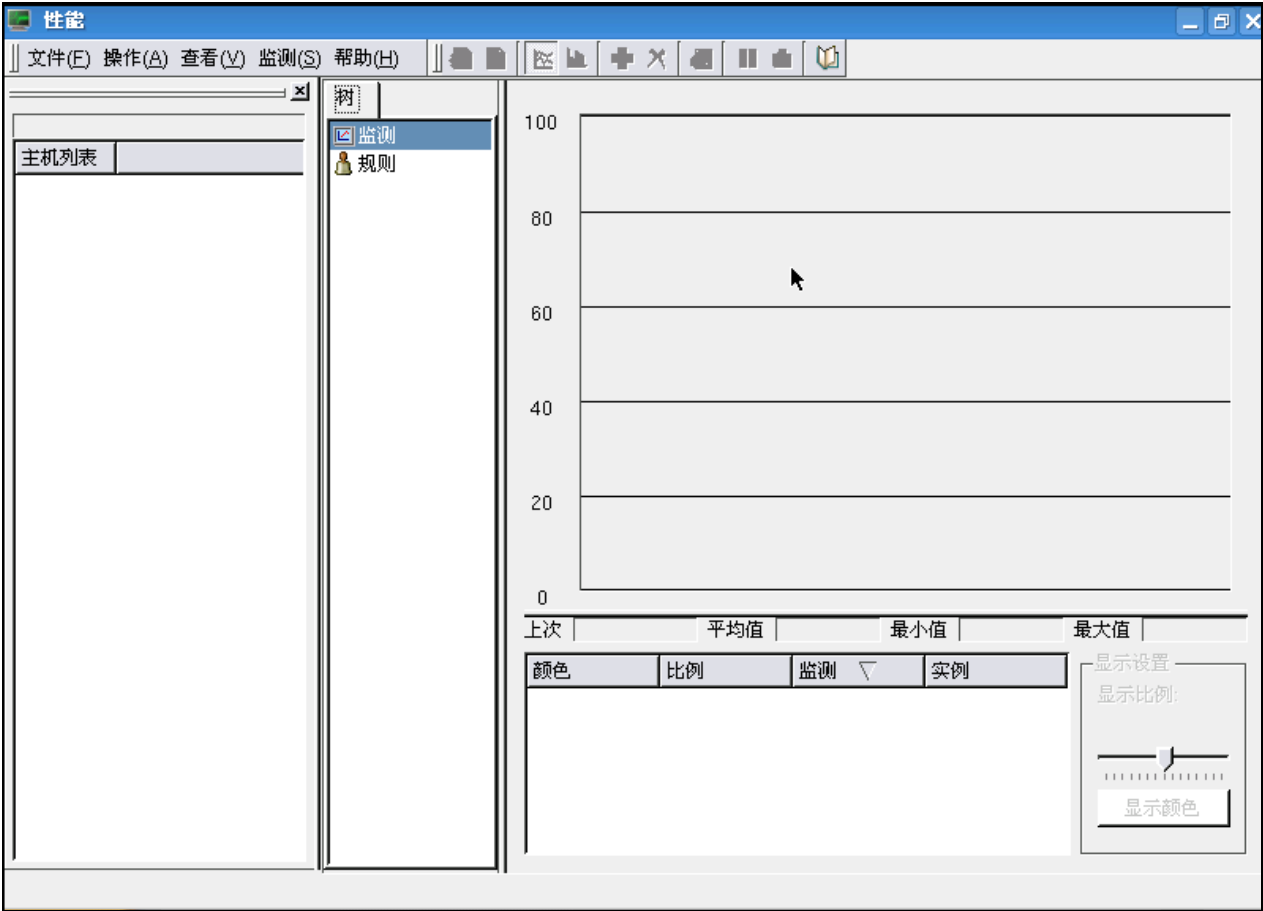 性能
文件(F) 操作(A) 查看(V) 监测(S) 帮助(H)
主机列表
树
监测
规则
100
80
60
40
20
0
上次 平均值 最小值 最大值
颜色 比例 监测 实例
显示设置
显示比例:
显示颜色